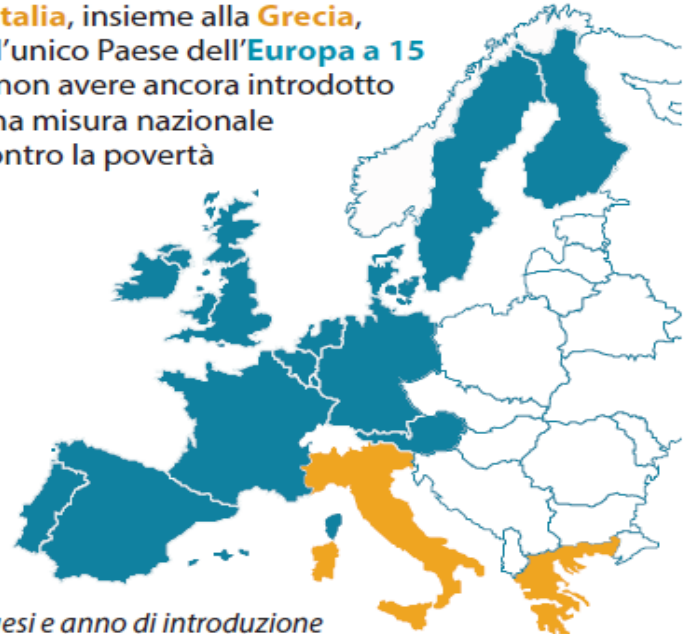 talia, insieme alla Grecia,
l'unico Paese dell'Europa a 15
non avere ancora introdotto
na misura nazionale
ontro la povertà
esi e anno di introduzione